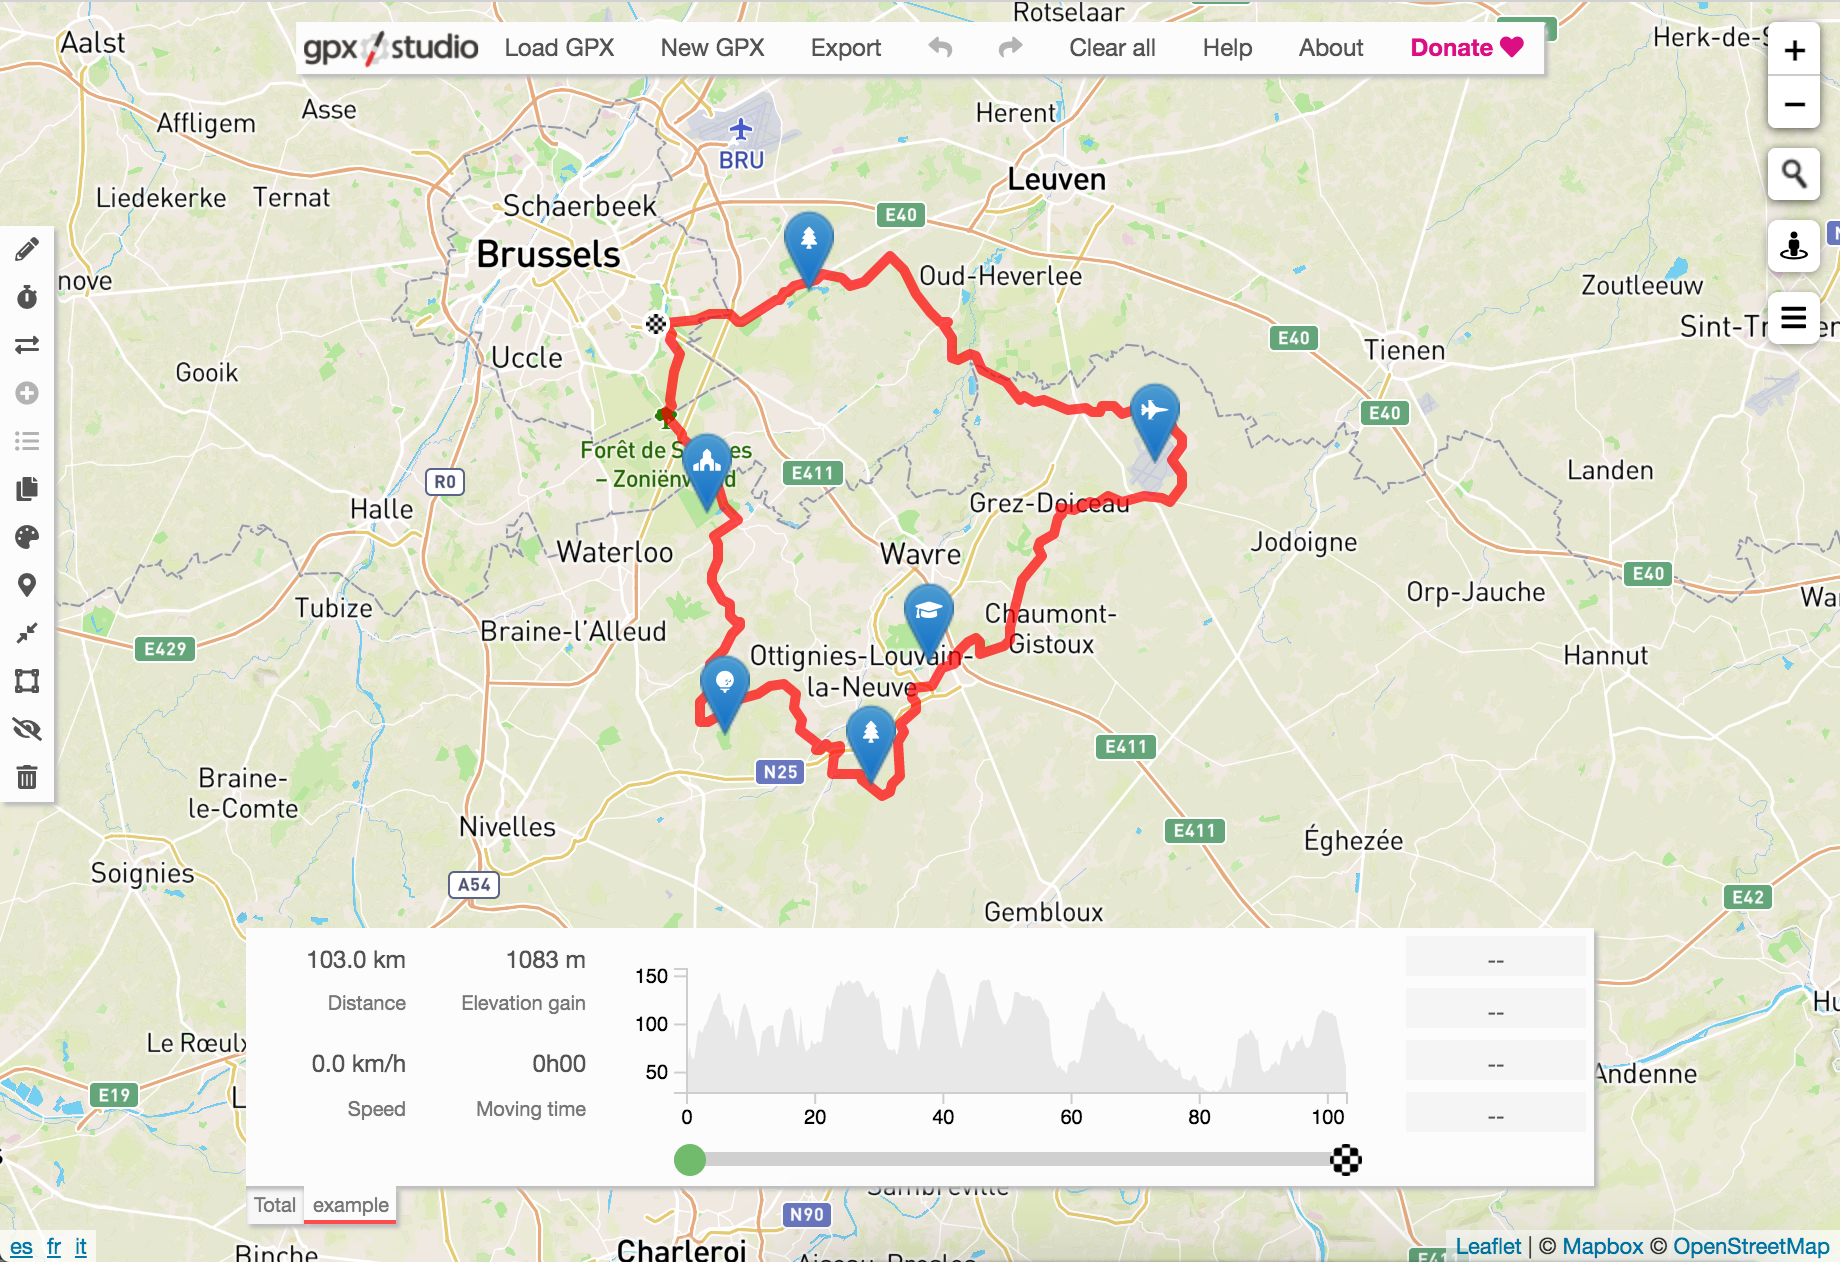 Rotselaar
Aalst
gpx studio Load GPX New GPX Export Clear all Help About Donate
Herk-de-S
+
−
Asse
Affligem
Herent
BRU
Leuven
Liedekerke
Ternat
Schaerbeek
E40
Brussels
nove
Oud-Heverlee
Zoutleeuw
N
Sint-Tr en
E40
Tienen
Uccle
Gooik
E40
Forêt de S es
– Zoniënw d
E411
R0
Landen
Halle
Grez-Doiceau
Waterloo
Wavre
Jodoigne
E40
Orp-Jauche
Wa
Tubize
Chaumont-
Gistoux
Braine-l'Alleud
E429
Ottignies-Louvain-
la-Neuve
Hannut
E411
N25
Braine-
le-Comte
Nivelles
E411
Éghezée
Soignies
A54
E42
Gembloux
103.0 km
Distance
1083 m
Elevation gain
0.0 km/h
Speed
0h00
Moving time
150
100
50
0 20 40 60 80 100
--
--
--
--
Hu
Le Rœulx
Andenne
E19
L
Total example
Sambreville
N90
es fr it
Binche
Charleroi
Aiseau-Presles
E411
Leaflet | © Mapbox © OpenStreetMap